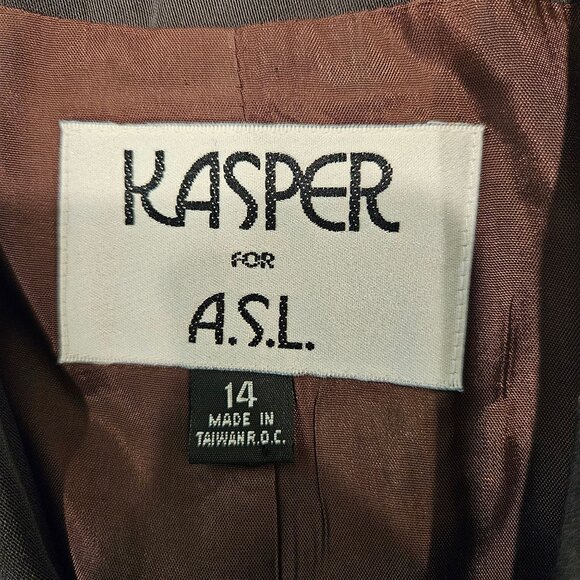 KASPER
FOR
A.S.L.
14
MADE IN
TAIWAN R.O.C.